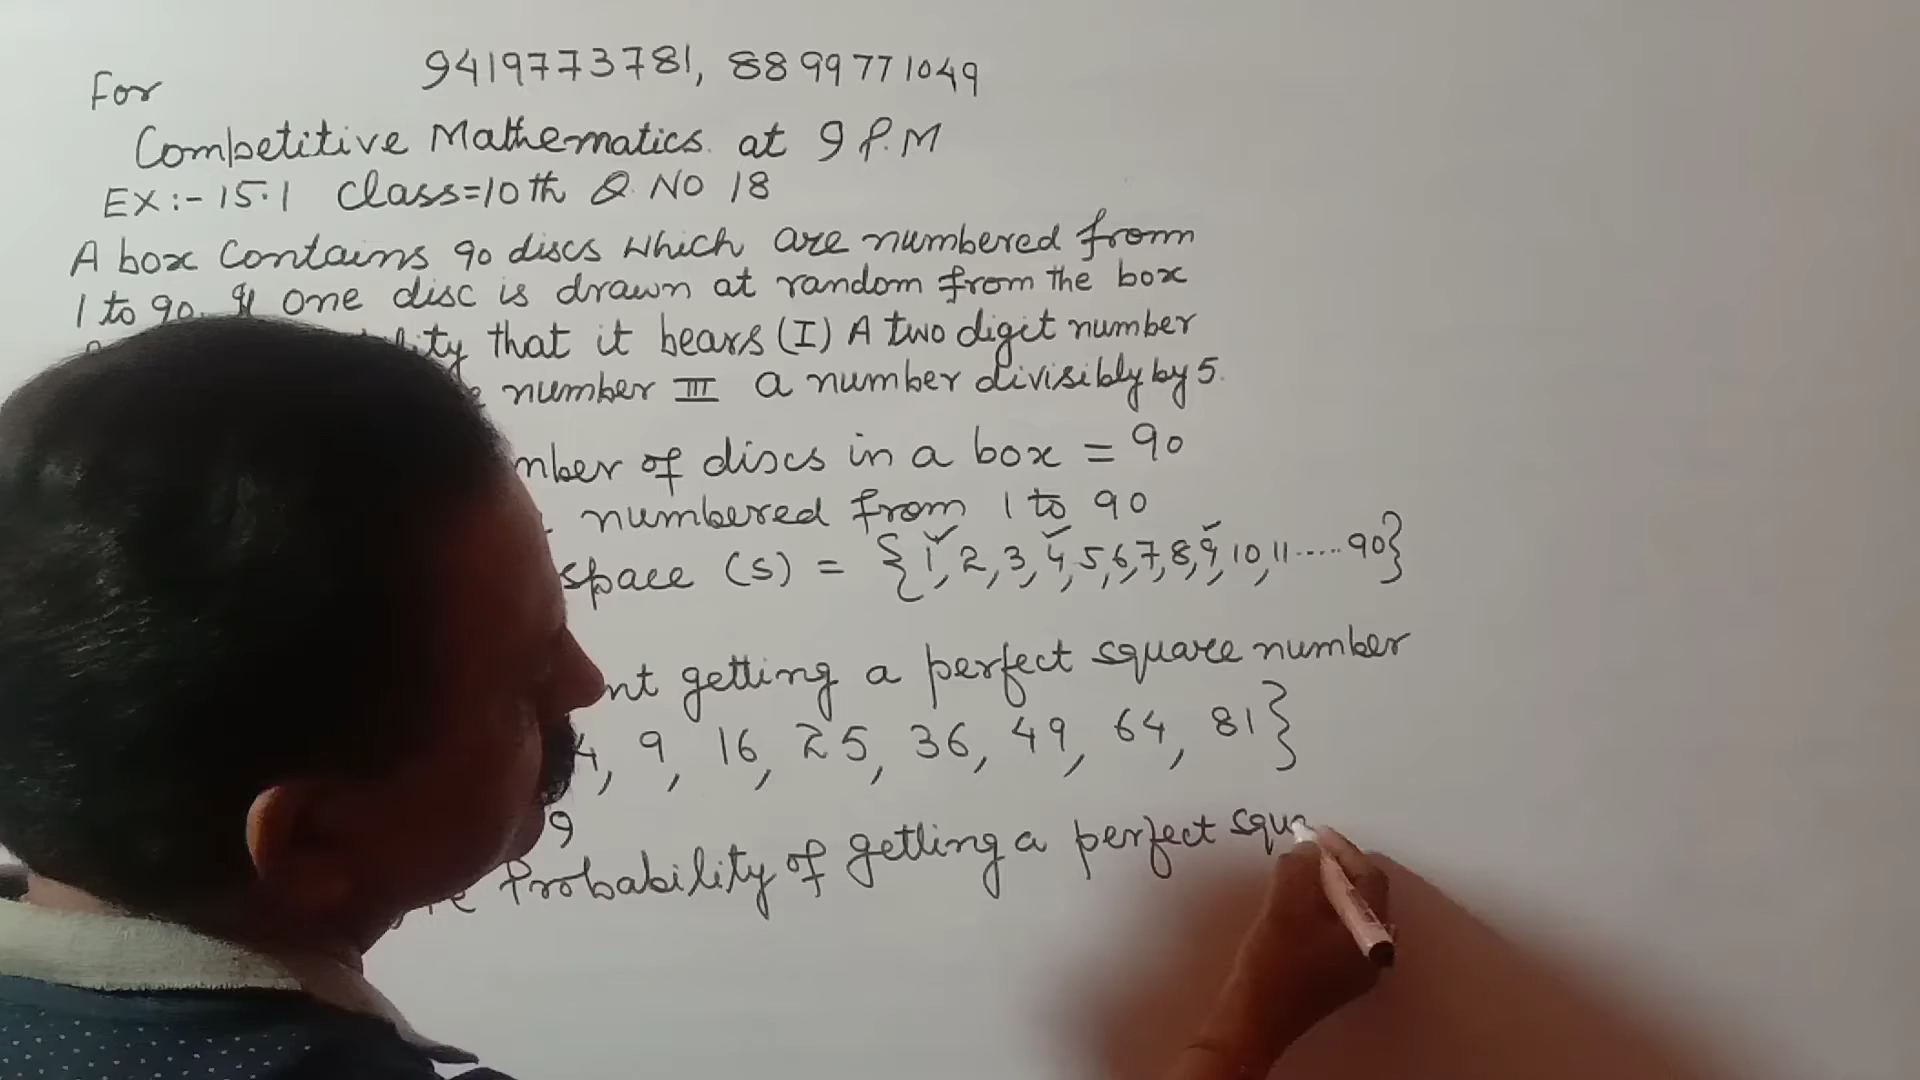 9419773781, 8899771049
For
Competitive Mathematics at 9 P.M
EX:- 15.1 Class=10th Q. NO 18
A box Contains 90 discs which are numbered from
1 to 90. If one disc is drawn at random from the box
that it bears (I) A two digit number
number III a number divisibly by 5.
of discs in a box = 90
numbered from 1 to 90
space (S) = {1, 2, 3, 4, 5, 6, 7, 8, 9, 10, 11 ..... 90}
getting a perfect square number
4, 9, 16, 25, 36, 49, 64, 81}
9
Probability of getting a perfect squ